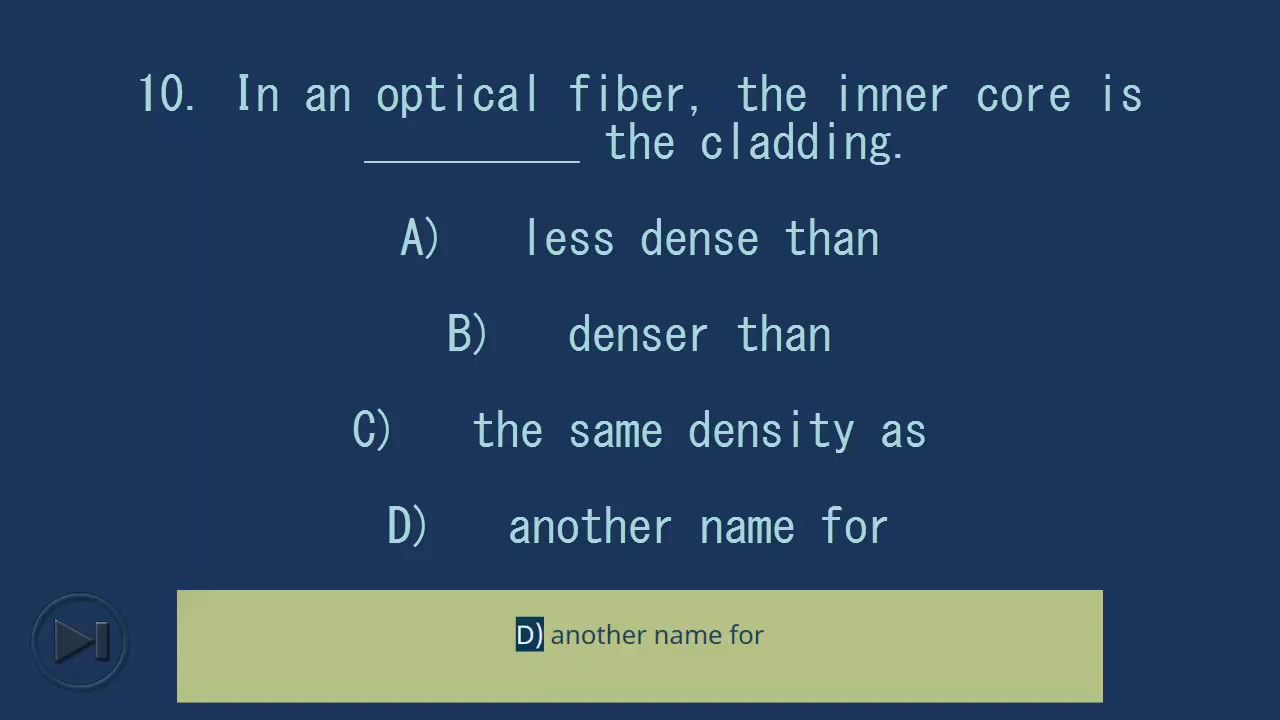 10. In an optical fiber, the inner core is
_________ the cladding.
A) less dense than
B) denser than
C) the same density as
D) another name for
D) another name for